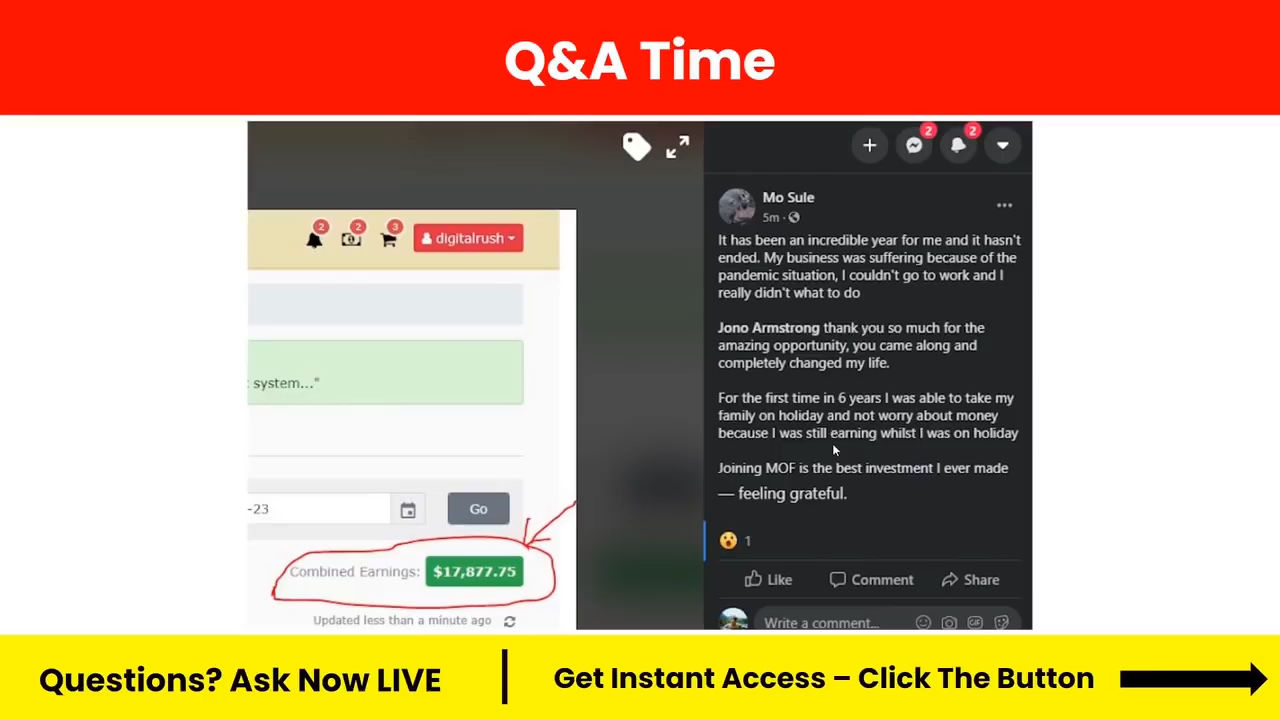 Q&A Time
2
2
3
digitalrush
system..."
-23
Go
Combined Earnings: $17,877.75
Updated less than a minute ago
2
2
Mo Sule
5m
It has been an incredible year for me and it hasn't
ended. My business was suffering because of the
pandemic situation, I couldn't go to work and I
really didn't what to do
Jono Armstrong thank you so much for the
amazing opportunity, you came along and
completely changed my life.
For the first time in 6 years I was able to take my
family on holiday and not worry about money
because I was still earning whilst I was on holiday
Joining MOF is the best investment I ever made
— feeling grateful.
1
Like Comment Share
Write a comment...
GIF
Questions? Ask Now LIVE
Get Instant Access – Click The Button